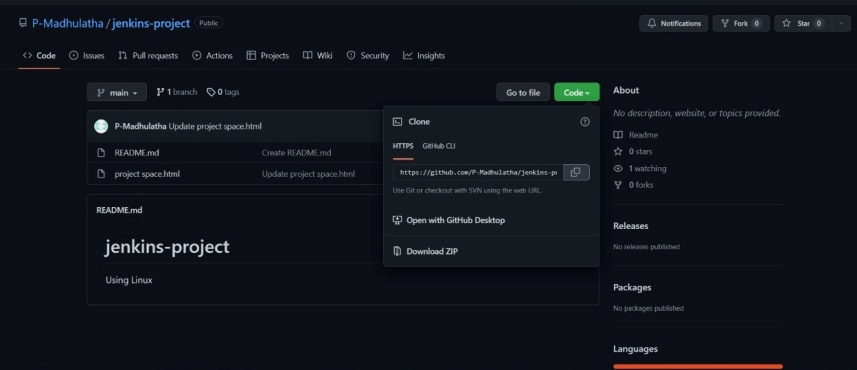 P-Madhulatha / jenkins-project Public
Notifications Fork 0 Star 0
Code Issues Pull requests Actions Projects Wiki Security Insights
main 1 branch 0 tags Go to file Code
P-Madhulatha Update project space.html
README.md Create README.md
project space.html Update project space.html
Clone
HTTPS GitHub CLI
https://github.com/P-Madhulatha/jenkins-p
Use Git or checkout with SVN using the web URL.
Open with GitHub Desktop
Download ZIP
README.md
jenkins-project
Using Linux
About
No description, website, or topics provided.
Readme
0 stars
1 watching
0 forks
Releases
No releases published
Packages
No packages published
Languages